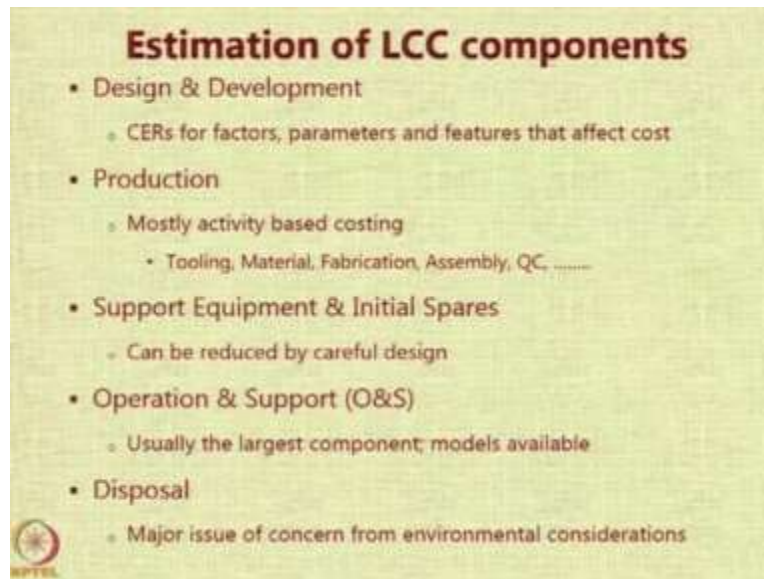 Estimation of LCC components
▪ Design & Development
◦ CERs for factors, parameters and features that affect cost
▪ Production
◦ Mostly activity based costing
• Tooling, Material, Fabrication, Assembly, QC, ........
▪ Support Equipment & Initial Spares
◦ Can be reduced by careful design
▪ Operation & Support (O&S)
◦ Usually the largest component; models available
▪ Disposal
◦ Major issue of concern from environmental considerations
NPTEL